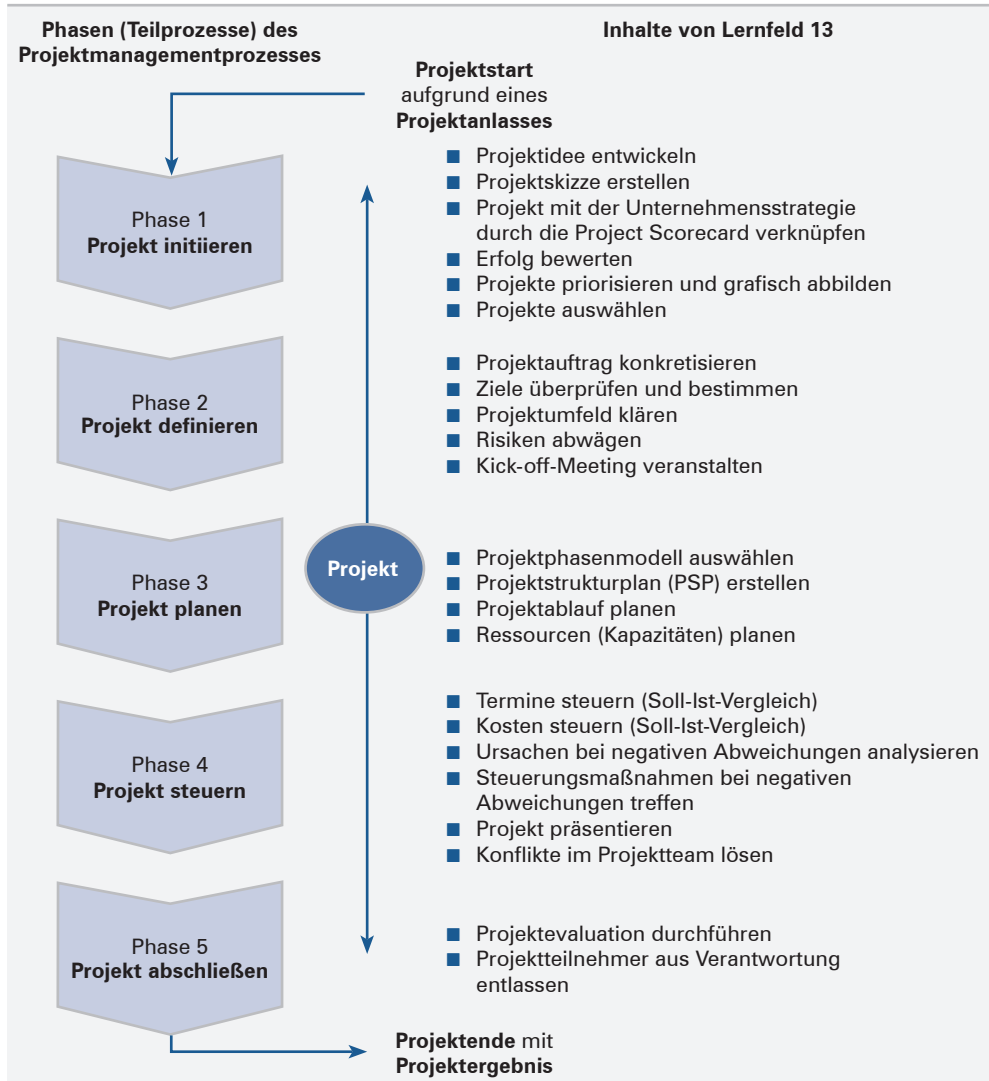 Phasen (Teilprozesse) des
Projektmanagementprozesses
Inhalte von Lernfeld 13
Projektstart
aufgrund eines
Projektanlasses
Phase 1
Projekt initiieren
■ Projektidee entwickeln
■ Projektskizze erstellen
■ Projekt mit der Unternehmensstrategie
durch die Project Scorecard verknüpfen
■ Erfolg bewerten
■ Projekte priorisieren und grafisch abbilden
■ Projekte auswählen
Phase 2
Projekt definieren
■ Projektauftrag konkretisieren
■ Ziele überprüfen und bestimmen
■ Projektumfeld klären
■ Risiken abwägen
■ Kick-off-Meeting veranstalten
Phase 3
Projekt planen
Projekt
■ Projektphasenmodell auswählen
■ Projektstrukturplan (PSP) erstellen
■ Projektablauf planen
■ Ressourcen (Kapazitäten) planen
Phase 4
Projekt steuern
■ Termine steuern (Soll-Ist-Vergleich)
■ Kosten steuern (Soll-Ist-Vergleich)
■ Ursachen bei negativen Abweichungen analysieren
■ Steuerungsmaßnahmen bei negativen
Abweichungen treffen
■ Projekt präsentieren
■ Konflikte im Projektteam lösen
Phase 5
Projekt abschließen
■ Projektevaluation durchführen
■ Projektteilnehmer aus Verantwortung
entlassen
Projektende mit
Projektergebnis